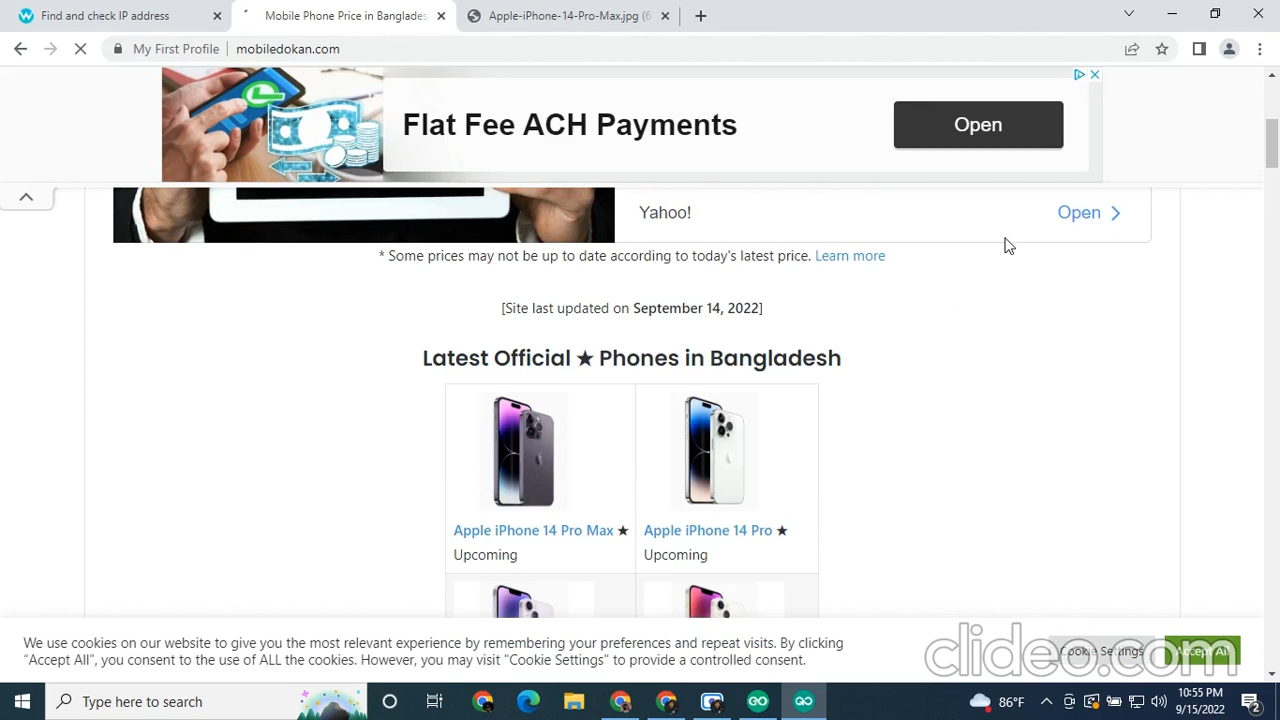 Find and check IP address
Mobile Phone Price in Banglades
Apple-iPhone-14-Pro-Max.jpg (6
My First Profile
mobiledokan.com
Flat Fee ACH Payments
Open
Yahoo!
Open
* Some prices may not be up to date according to today's latest price. Learn more
[Site last updated on September 14, 2022]
Latest Official ★ Phones in Bangladesh
Apple iPhone 14 Pro Max ★
Upcoming
Apple iPhone 14 Pro ★
Upcoming
We use cookies on our website to give you the most relevant experience by remembering your preferences and repeat visits. By clicking
“Accept All”, you consent to the use of ALL the cookies. However, you may visit "Cookie Settings" to provide a controlled consent.
Cookie Settings
Accept All
clideo.com
Type here to search
86°F
10:55 PM
9/15/2022
2